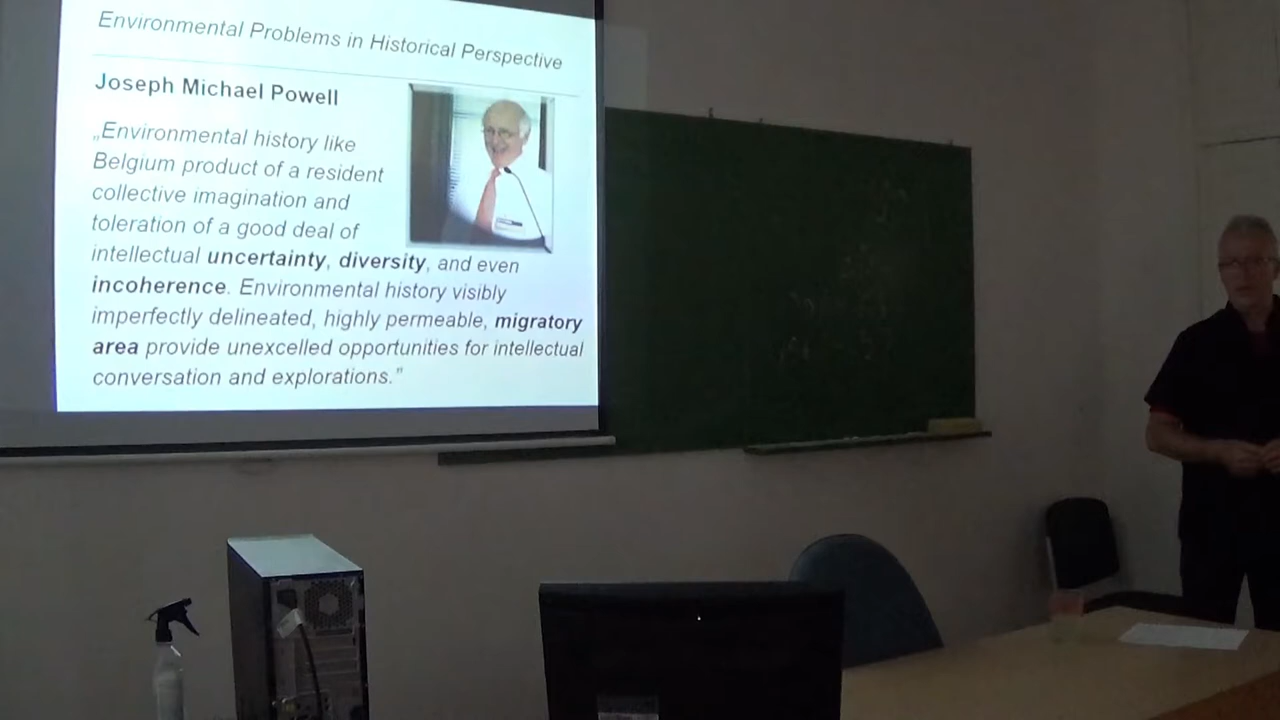 Environmental Problems in Historical Perspective
Joseph Michael Powell
„Environmental history like
Belgium product of a resident
collective imagination and
toleration of a good deal of
intellectual uncertainty, diversity, and even
incoherence. Environmental history visibly
imperfectly delineated, highly permeable, migratory
area provide unexcelled opportunities for intellectual
conversation and explorations.”